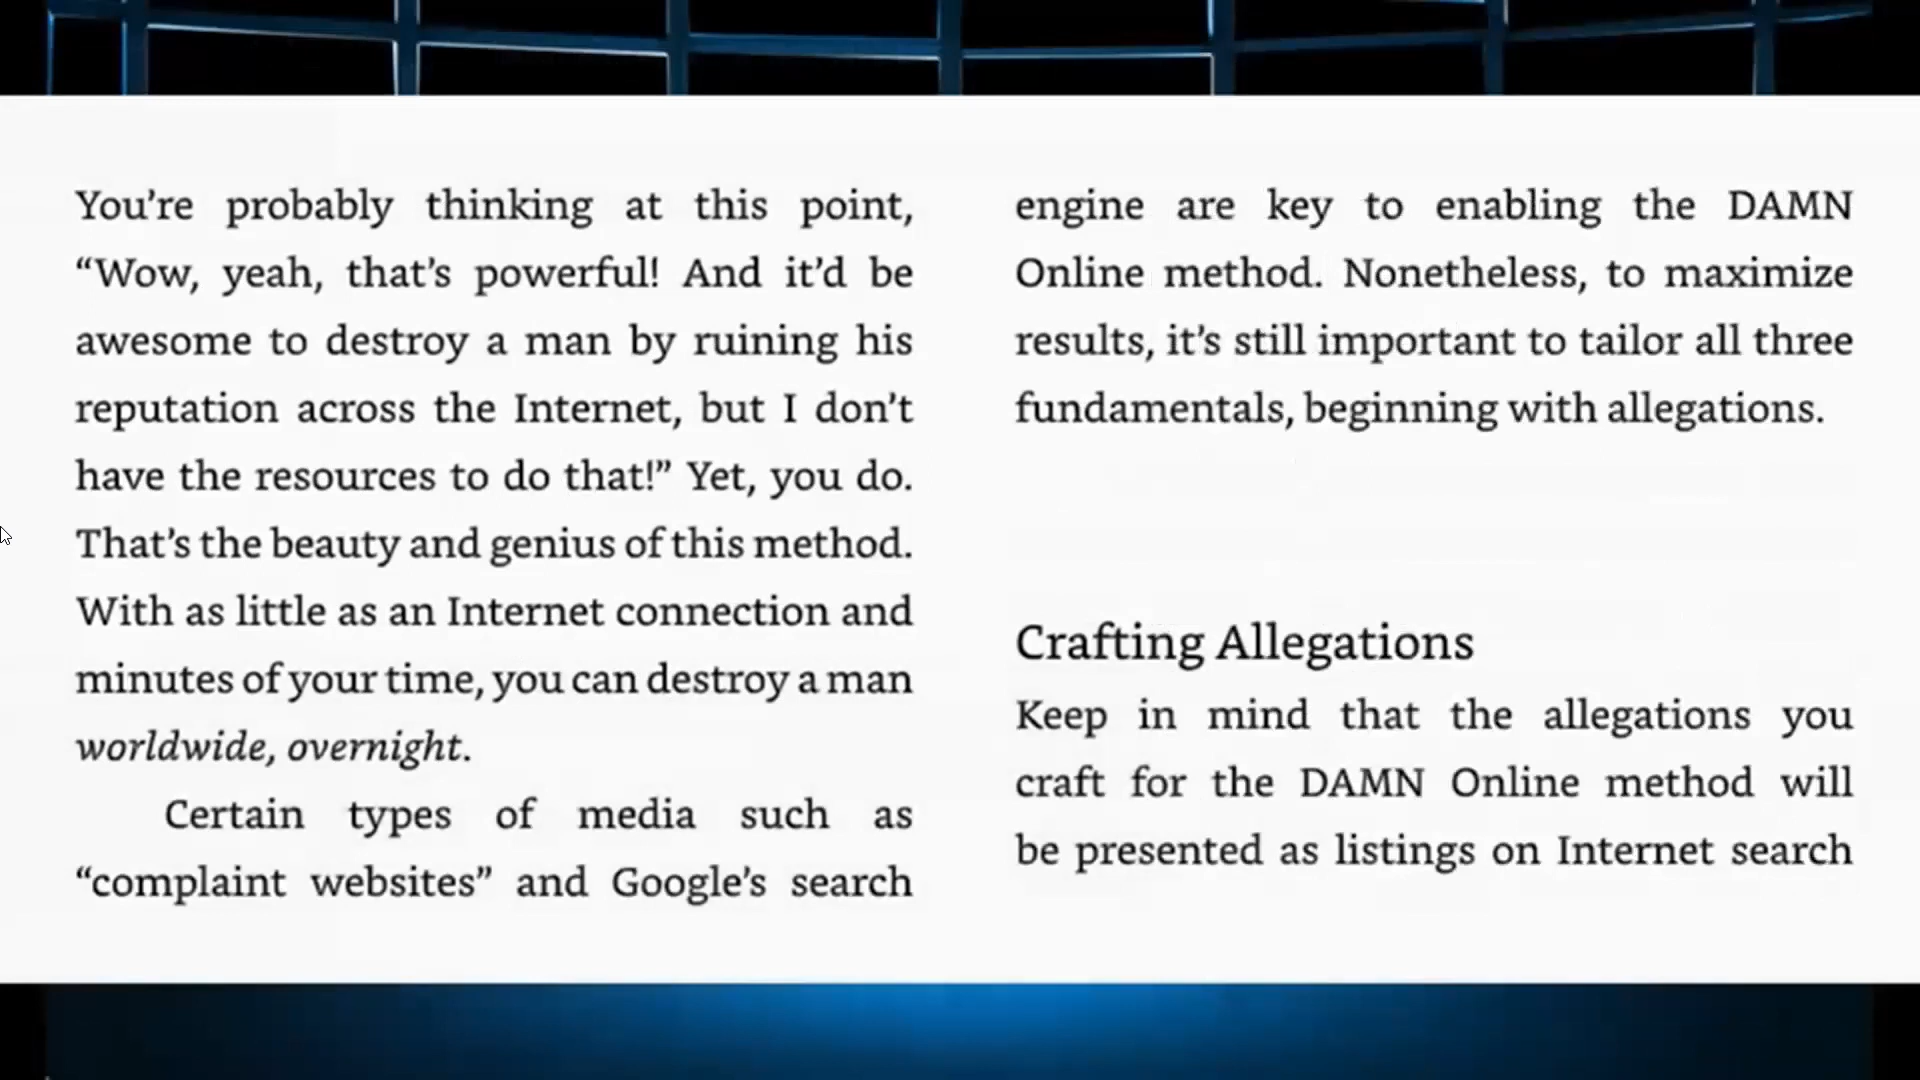 You’re probably thinking at this point,
“Wow, yeah, that’s powerful! And it’d be
awesome to destroy a man by ruining his
reputation across the Internet, but I don’t
have the resources to do that!” Yet, you do.
That’s the beauty and genius of this method.
With as little as an Internet connection and
minutes of your time, you can destroy a man
worldwide, overnight.
Certain types of media such as
“complaint websites” and Google’s search
engine are key to enabling the DAMN
Online method. Nonetheless, to maximize
results, it’s still important to tailor all three
fundamentals, beginning with allegations.
Crafting Allegations
Keep in mind that the allegations you
craft for the DAMN Online method will
be presented as listings on Internet search